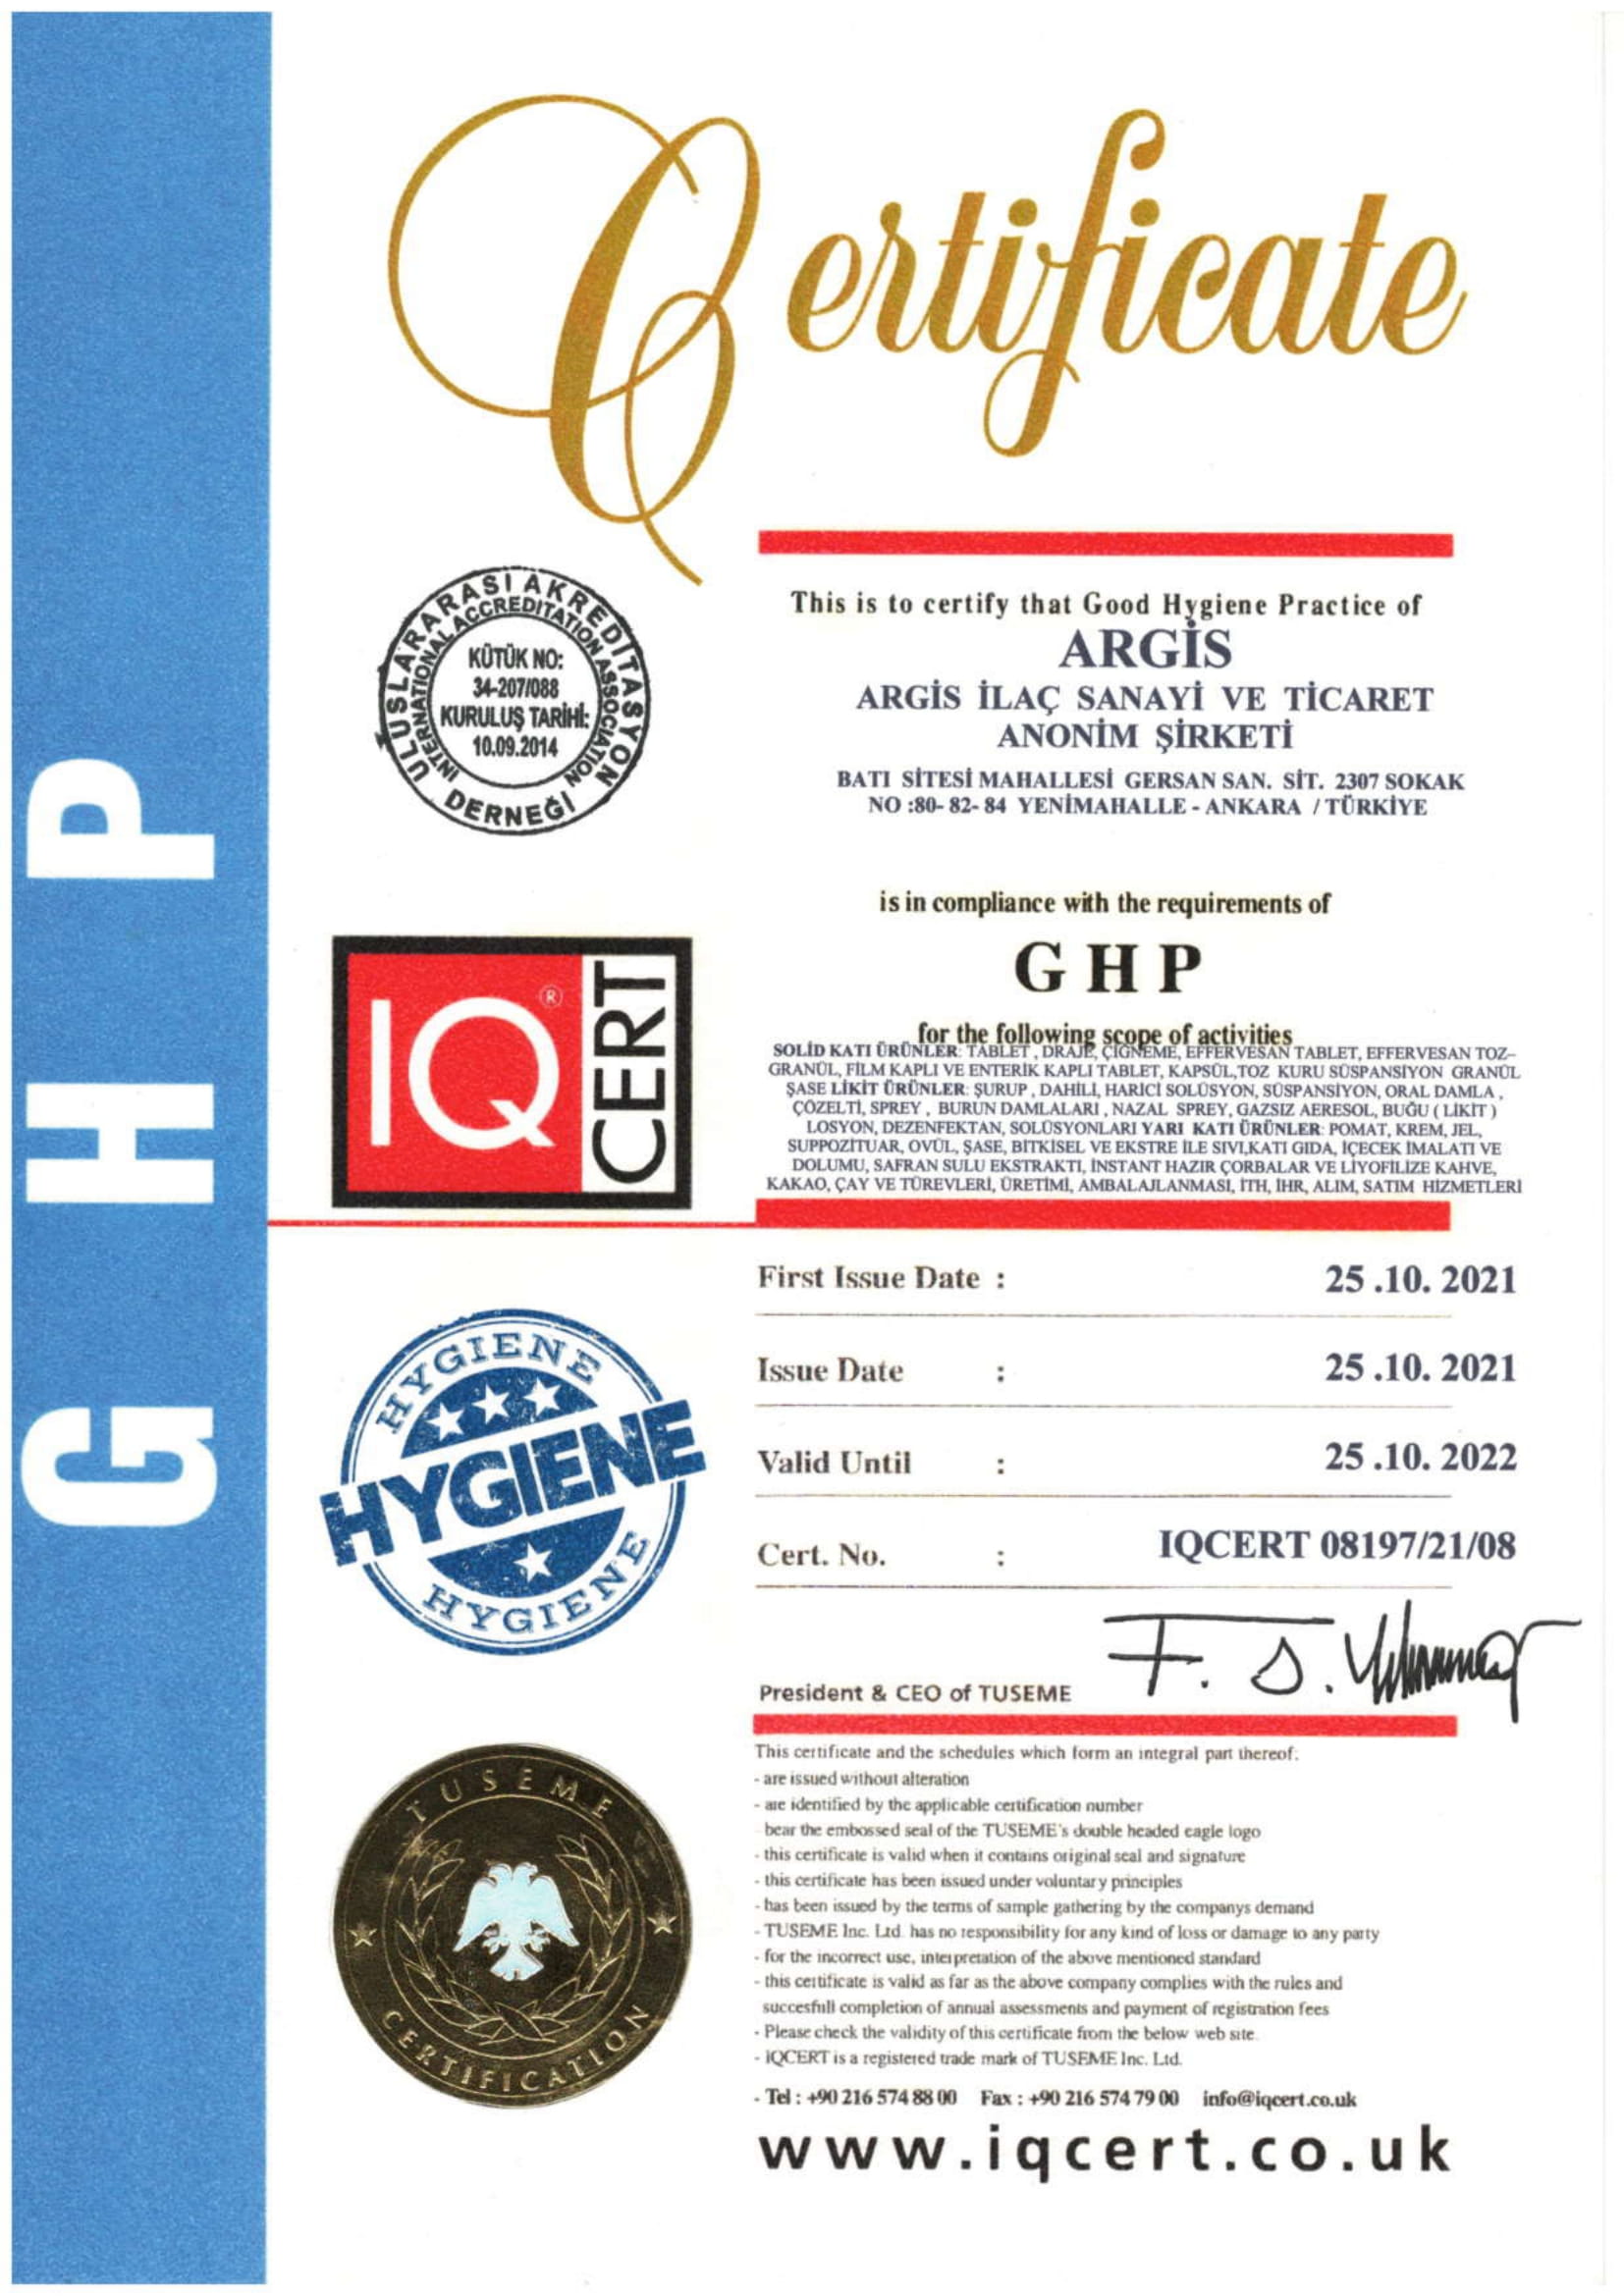 Certificate
G H P
ULUSLARARASI AKREDİTASYON DERNEĞİ
INTERNATIONAL ACCREDITATION ASSOCIATION
KÜTÜK NO:
34-207/088
KURULUŞ TARİHİ:
10.09.2014
This is to certify that Good Hygiene Practice of
ARGİS
ARGİS İLAÇ SANAYİ VE TİCARET
ANONİM ŞİRKETİ
BATI SİTESİ MAHALLESİ GERSAN SAN. SİT. 2307 SOKAK
NO :80- 82- 84 YENİMAHALLE - ANKARA / TÜRKİYE
is in compliance with the requirements of
G H P
IQ®
CERT
for the following scope of activities
SOLİD KATI ÜRÜNLER: TABLET , DRAJE, ÇİGNEME, EFFERVESAN TABLET, EFFERVESAN TOZ-
GRANÜL, FİLM KAPLI VE ENTERİK KAPLI TABLET, KAPSÜL,TOZ KURU SÜSPANSİYON GRANÜL
ŞASE LİKİT ÜRÜNLER: ŞURUP , DAHİLİ, HARİCİ SOLÜSYON, SÜSPANSİYON, ORAL DAMLA ,
ÇÖZELTİ, SPREY , BURUN DAMLALARI , NAZAL SPREY, GAZSIZ AERESOL, BUĞU ( LİKİT )
LOSYON, DEZENFEKTAN, SOLÜSYONLARI YARI KATI ÜRÜNLER: POMAT, KREM, JEL,
SUPPOZİTUAR, OVÜL, ŞASE, BİTKİSEL VE EKSTRE İLE SIVI,KATI GIDA, İÇECEK İMALATI VE
DOLUMU, SAFRAN SULU EKSTRAKTI, İNSTANT HAZIR ÇORBALAR VE LİYOFİLİZE KAHVE,
KAKAO, ÇAY VE TÜREVLERİ, ÜRETİMİ, AMBALAJLANMASI, İTH, İHR, ALIM, SATIM HİZMETLERİ
First Issue Date : 25 .10. 2021
Issue Date : 25 .10. 2021
Valid Until : 25 .10. 2022
Cert. No. : IQCERT 08197/21/08
HYGIENE
HYGIENE
HYGIENE
President & CEO of TUSEME
F. J.
This certificate and the schedules which form an integral part thereof:
- are issued without alteration
- are identified by the applicable certification number
bear the embossed seal of the TUSEME's double headed eagle logo
- this certificate is valid when it contains original seal and signature
- this certificate has been issued under voluntary principles
- has been issued by the terms of sample gathering by the companys demand
- TUSEME Inc. Ltd. has no responsibility for any kind of loss or damage to any party
- for the incorrect use, interpretation of the above mentioned standard
- this certificate is valid as far as the above company complies with the rules and
succesfull completion of annual assessments and payment of registration fees
- Please check the validity of this certificate from the below web site.
- IQCERT is a registered trade mark of TUSEME Inc. Ltd.
- Tel : +90 216 574 88 00 Fax : +90 216 574 79 00 info@iqcert.co.uk
www.iqcert.co.uk
TUSEME
CERTIFICATION